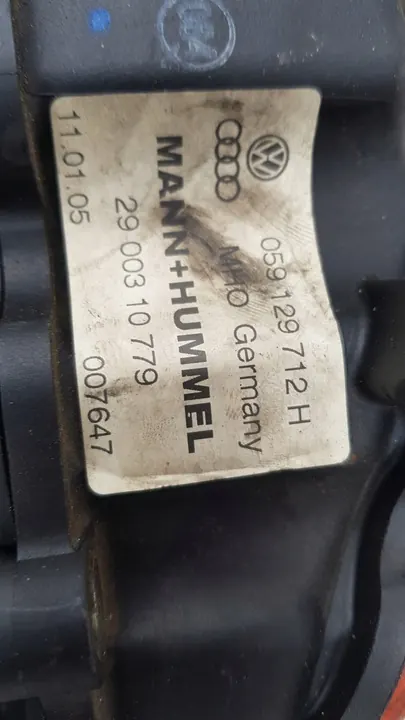 059 129 712 H
MHO Germany
MANN+HUMMEL
29 003 10 779
11.01.05 007647